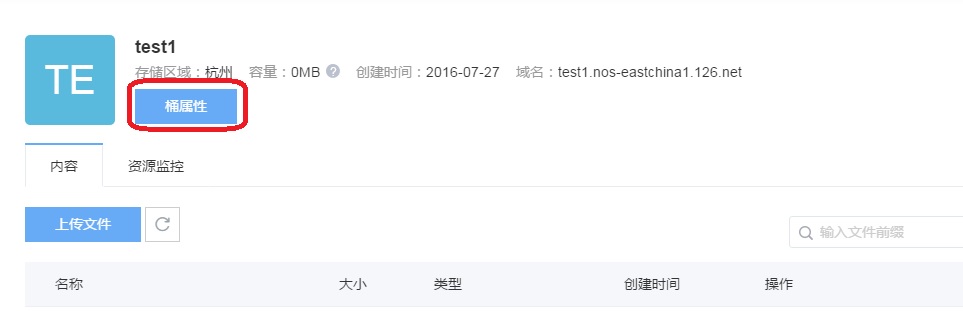 TE
test1
存储区域：杭州 容量：0MB ? 创建时间：2016-07-27 域名：test1.nos-eastchina1.126.net
桶属性
内容 资源监控
上传文件
输入文件前缀
名称 大小 类型 创建时间 操作